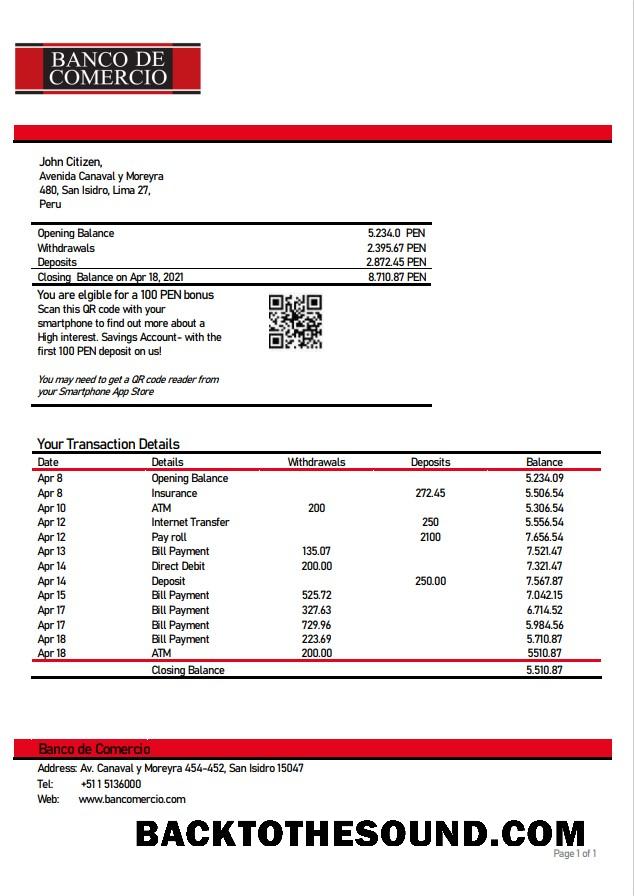 BANCO DE
COMERCIO
John Citizen,
Avenida Canaval y Moreyra
480, San Isidro, Lima 27,
Peru
Opening Balance 5.234.0 PEN
Withdrawals 2.395.67 PEN
Deposits 2.872.45 PEN
Closing Balance on Apr 18, 2021 8.710.87 PEN
You are elgible for a 100 PEN bonus
Scan this QR code with your
smartphone to find out more about a
High interest. Savings Account- with the
first 100 PEN deposit on us!
You may need to get a QR code reader from
your Smartphone App Store
Your Transaction Details
Date Details Withdrawals Deposits Balance
Apr 8 Opening Balance 5.234.09
Apr 8 Insurance 272.45 5.506.54
Apr 10 ATM 200 5.306.54
Apr 12 Internet Transfer 250 5.556.54
Apr 12 Pay roll 2100 7.656.54
Apr 13 Bill Payment 135.07 7.521.47
Apr 14 Direct Debit 200.00 7.321.47
Apr 14 Deposit 250.00 7.567.87
Apr 15 Bill Payment 525.72 7.042.15
Apr 17 Bill Payment 327.63 6.714.52
Apr 17 Bill Payment 729.96 5.984.56
Apr 18 Bill Payment 223.69 5.710.87
Apr 18 ATM 200.00 5510.87
Closing Balance 5.510.87
Banco de Comercio
Address: Av. Canaval y Moreyra 454-452, San Isidro 15047
Tel: +51 1 5136000
Web: www.bancomercio.com
BACKTOTHESOUND.COM
Page 1 of 1